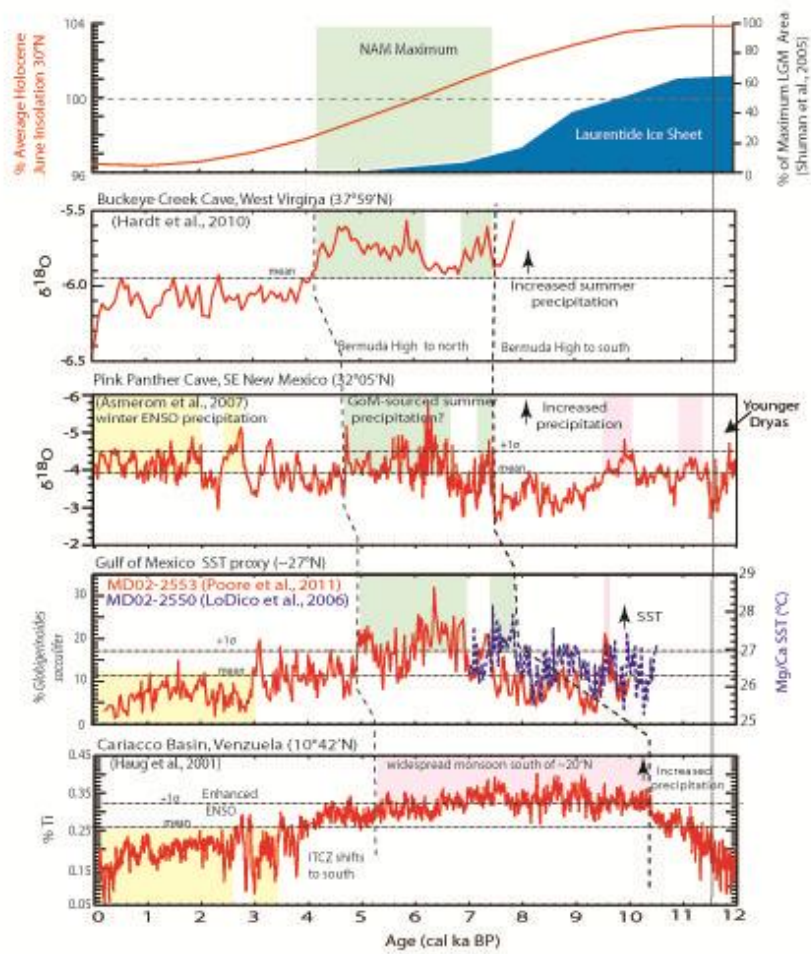 % Average Holocene
June Insolation 30°N
104
100
96
NAM Maximum
Laurentide Ice Sheet
100
80
60
40
20
0
% of Maximum LGM Area
[Shuman et al., 2005)
Buckeye Creek Cave, West Virgina (37°59'N)
(Hardt et al., 2010)
δ18O
-5.5
-6.0
-6.5
mean
Increased summer
precipitation
Bermuda High to north
Bermuda High to south
Pink Panther Cave, SE New Mexico (32°05'N)
(Asmerom et al., 2007)
winter ENSO precipitation
GoM-sourced summer
precipitation?
Increased
precipitation
Younger
Dryas
δ18O
-6
-5
-4
-3
-2
+1σ
mean
Gulf of Mexico SST proxy (~27°N)
MD02-2553 (Poore et al., 2011)
MD02-2550 (LoDico et al., 2006)
SST
% Globigerinoides
sacculifer
30
20
10
0
+1σ
mean
29
28
27
26
25
Mg/Ca SST (°C)
Cariacco Basin, Venzuela (10°42'N)
(Haug et al., 2001)
widespread monsoon south of ~20°N
Increased
precipitation
Enhanced
ENSO
+1σ
mean
ITCZ shifts
to south
% Ti
0.45
0.35
0.25
0.15
0.05
0 1 2 3 4 5 6 7 8 9 10 11 12
Age (cal ka BP)